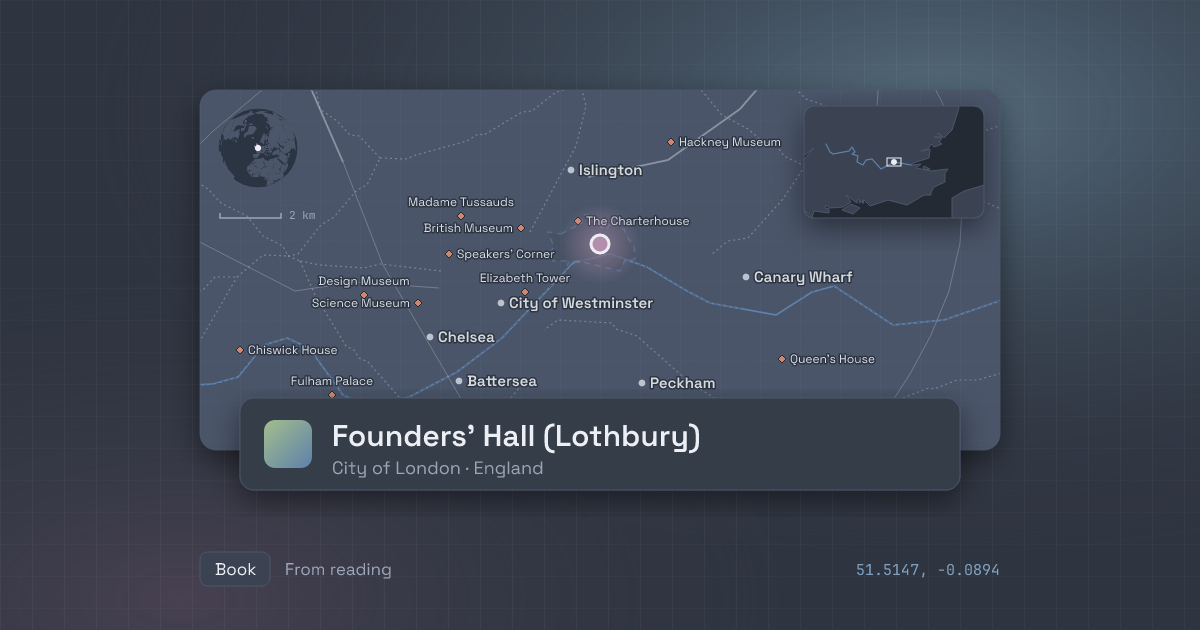 Hackney Museum
Islington
2 km
Madame Tussauds
The Charterhouse
British Museum
Speakers' Corner
Elizabeth Tower
Canary Wharf
Design Museum
Science Museum
City of Westminster
Chelsea
Chiswick House
Queen's House
Fulham Palace
Battersea
Peckham
Founders' Hall (Lothbury)
City of London · England
Book
From reading
51.5147, -0.0894